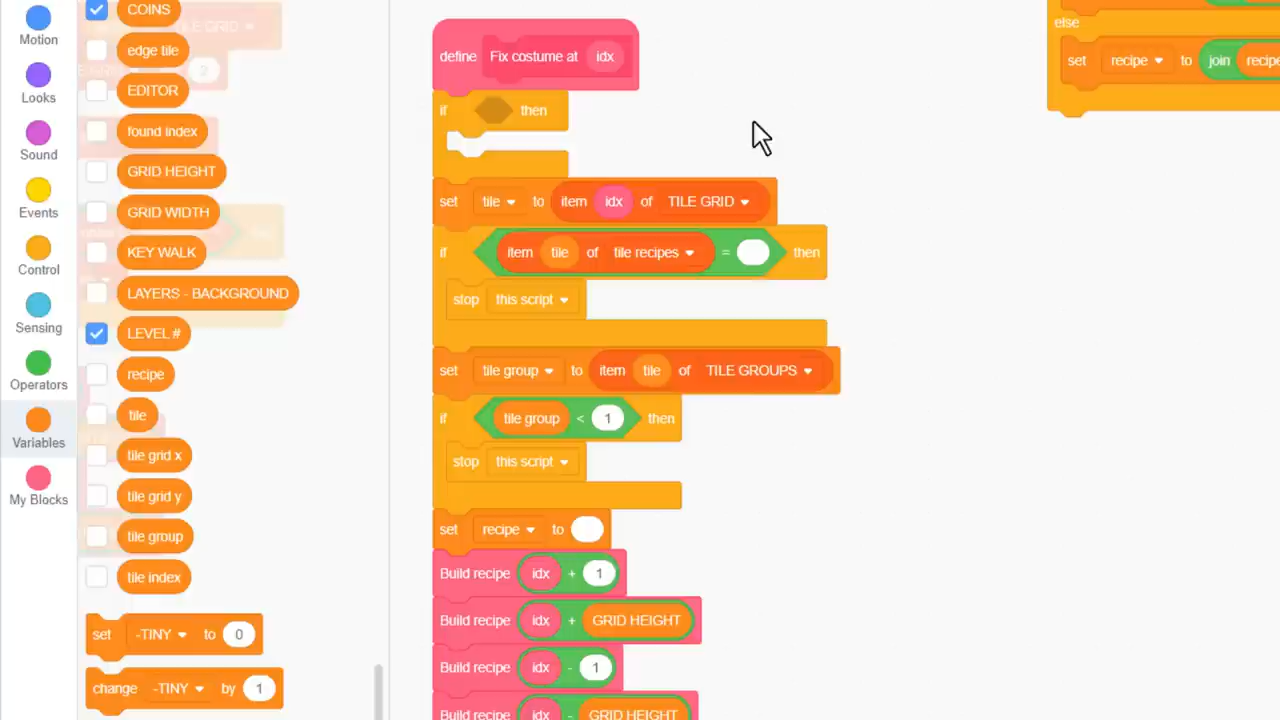 Motion
Looks
Sound
Events
Control
Sensing
Operators
Variables
My Blocks
COINS
edge tile
EDITOR
found index
GRID HEIGHT
GRID WIDTH
KEY WALK
LAYERS - BACKGROUND
LEVEL #
recipe
tile
tile grid x
tile grid y
tile group
tile index
set -TINY to 0
change -TINY by 1
define Fix costume at idx
if then
set tile to item idx of TILE GRID
if item tile of tile recipes = then
stop this script
set tile group to item tile of TILE GROUPS
if tile group < 1 then
stop this script
set recipe to
Build recipe idx + 1
Build recipe idx + GRID HEIGHT
Build recipe idx - 1
Build recipe idx - GRID HEIGHT
else
set recipe to join recipe